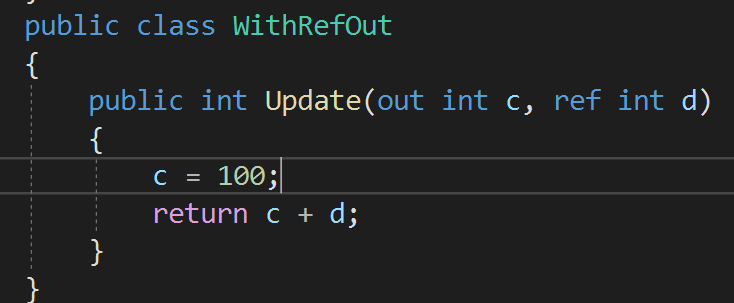 public class WithRefOut
{
    public int Update(out int c, ref int d)
    {
        c = 100;
        return c + d;
    }
}